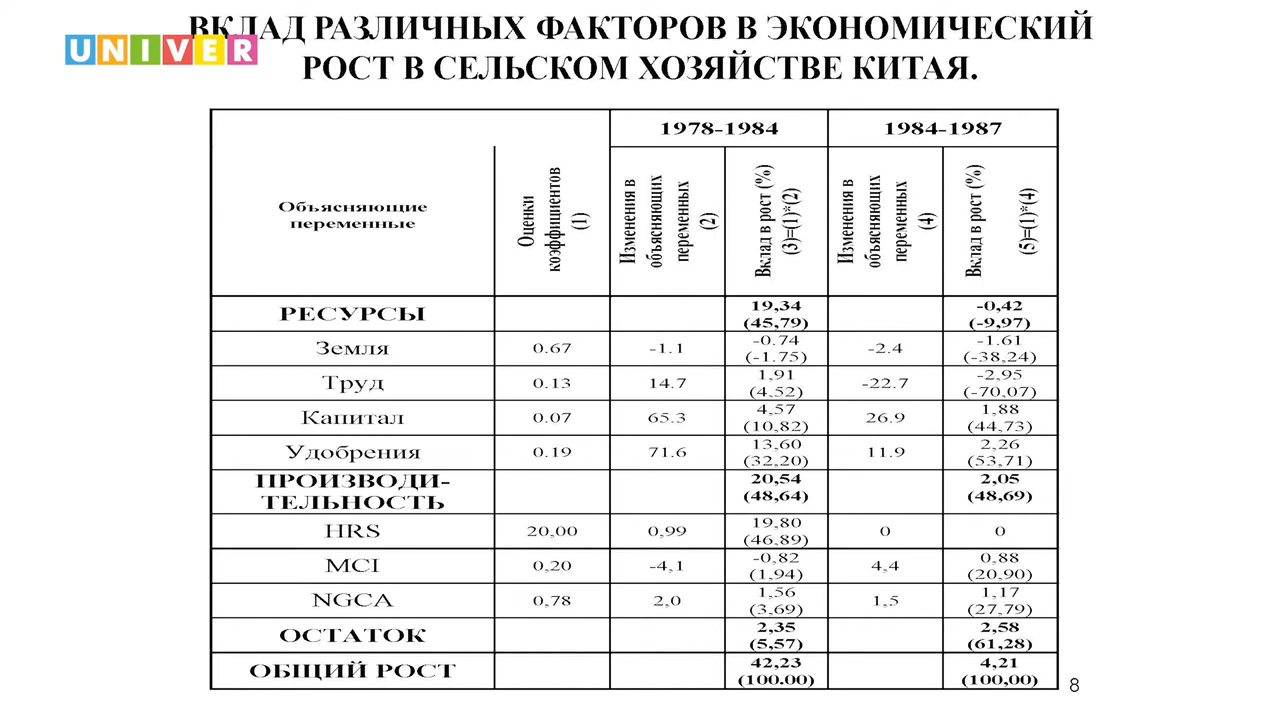 ВКЛАД РАЗЛИЧНЫХ ФАКТОРОВ В ЭКОНОМИЧЕСКИЙ
UNIVER
РОСТ В СЕЛЬСКОМ ХОЗЯЙСТВЕ КИТАЯ.
1978-1984 1984-1987
Объясняющие
переменные
Оценки
коэффициентов
(1)
Изменения в
объясняющих
переменных
(2)
Вклад в рост (%)
(3)=(1)*(2)
Изменения в
объясняющих
переменных
(4)
Вклад в рост (%)
(5)=(1)*(4)
РЕСУРСЫ 19,34 (45,79) -0,42 (-9,97)
Земля 0.67 -1.1 -0.74 (-1.75) -2.4 -1.61 (-38,24)
Труд 0.13 14.7 1,91 (4,52) -22.7 -2,95 (-70,07)
Капитал 0.07 65.3 4,57 (10,82) 26.9 1,88 (44,73)
Удобрения 0.19 71.6 13,60 (32,20) 11.9 2,26 (53,71)
ПРОИЗВОДИ-
ТЕЛЬНОСТЬ 20,54 (48,64) 2,05 (48,69)
HRS 20,00 0,99 19,80 (46,89) 0 0
MCI 0,20 -4,1 -0,82 (1,94) 4,4 0,88 (20,90)
NGCA 0,78 2,0 1,56 (3,69) 1,5 1,17 (27,79)
ОСТАТОК 2,35 (5,57) 2,58 (61,28)
ОБЩИЙ РОСТ 42,23 (100.00) 4,21 (100,00)
8